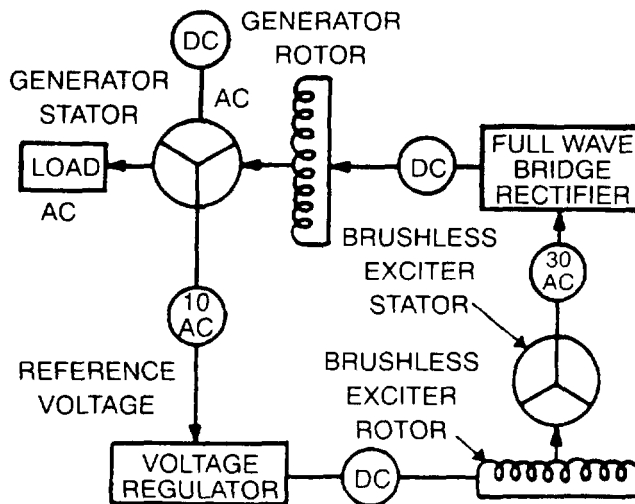 DC
GENERATOR
ROTOR
GENERATOR
STATOR
AC
LOAD
AC
DC
FULL WAVE
BRIDGE
RECTIFIER
BRUSHLESS
EXCITER
STATOR
30
AC
10
AC
REFERENCE
VOLTAGE
BRUSHLESS
EXCITER
ROTOR
VOLTAGE
REGULATOR
DC